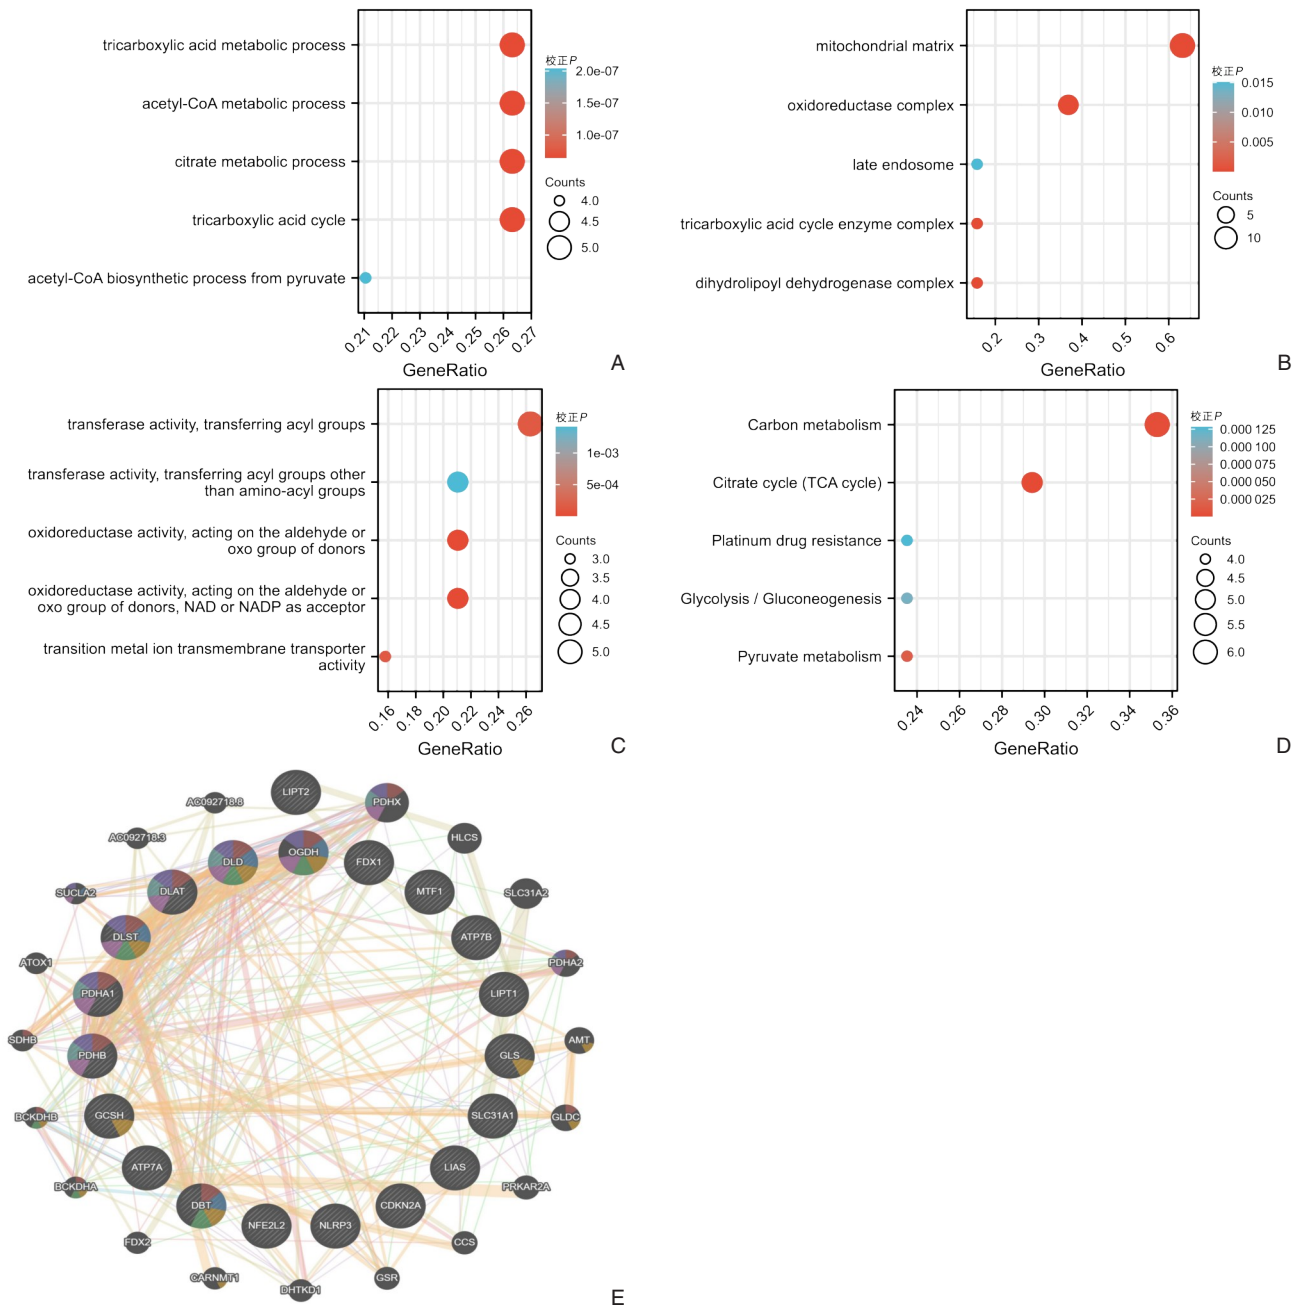 tricarboxylic acid metabolic process
acetyl-CoA metabolic process
citrate metabolic process
tricarboxylic acid cycle
acetyl-CoA biosynthetic process from pyruvate
0.21
0.22
0.23
0.24
0.25
0.26
0.27
GeneRatio
校正P
2.0e-07
1.5e-07
1.0e-07
Counts
4.0
4.5
5.0
A
mitochondrial matrix
oxidoreductase complex
late endosome
tricarboxylic acid cycle enzyme complex
dihydrolipoyl dehydrogenase complex
0.2
0.3
0.4
0.5
0.6
GeneRatio
校正P
0.015
0.010
0.005
Counts
5
10
B
transferase activity, transferring acyl groups
transferase activity, transferring acyl groups other
than amino-acyl groups
oxidoreductase activity, acting on the aldehyde or
oxo group of donors
oxidoreductase activity, acting on the aldehyde or
oxo group of donors, NAD or NADP as acceptor
transition metal ion transmembrane transporter
activity
0.16
0.18
0.20
0.22
0.24
0.26
GeneRatio
校正P
1e-03
5e-04
Counts
3.0
3.5
4.0
4.5
5.0
C
Carbon metabolism
Citrate cycle (TCA cycle)
Platinum drug resistance
Glycolysis / Gluconeogenesis
Pyruvate metabolism
0.24
0.26
0.28
0.30
0.32
0.34
0.36
GeneRatio
校正P
0.000 125
0.000 100
0.000 075
0.000 050
0.000 025
Counts
4.0
4.5
5.0
5.5
6.0
D
LIPT2
AC092718.8
PDHX
AC092718.3
HLCS
OGDH
DLD
FDX1
DLAT
MTF1
SUCLA2
SLC31A2
DLST
ATP7B
ATOX1
PDHA2
PDHA1
LIPT1
SDHB
AMT
PDHB
GLS
BCKDHB
GCSH
SLC31A1
GLDC
ATP7A
LIAS
BCKDHA
PRKAR2A
DBT
CDKN2A
NFE2L2
NLRP3
FDX2
CCS
CARNMT1
GSR
DHTKD1
E